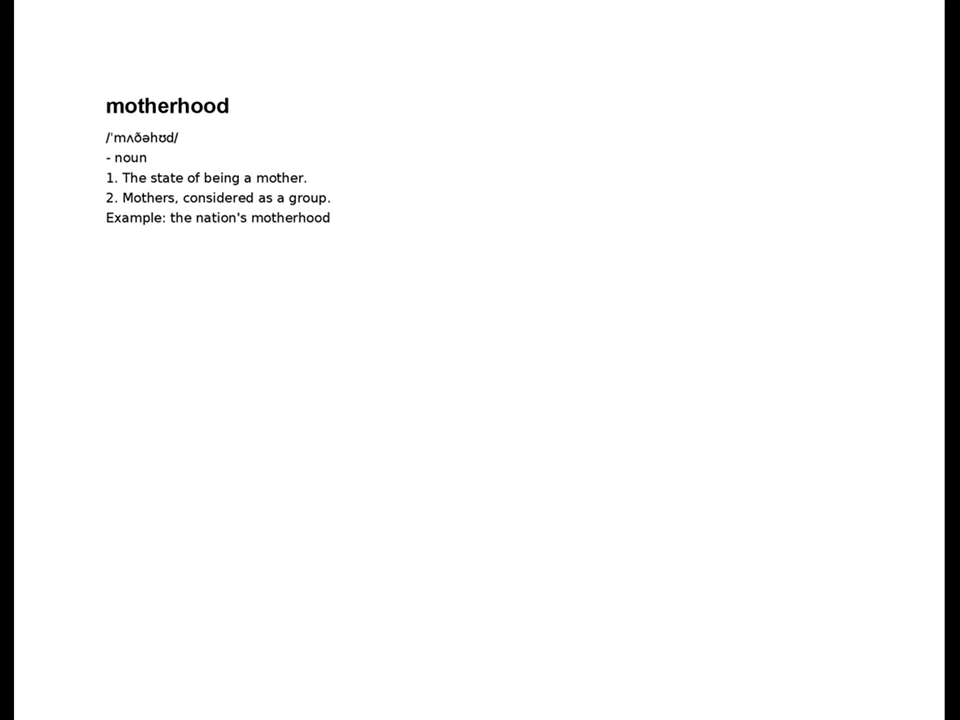 motherhood
/ˈmʌðəhʊd/
- noun
1. The state of being a mother.
2. Mothers, considered as a group.
Example: the nation's motherhood